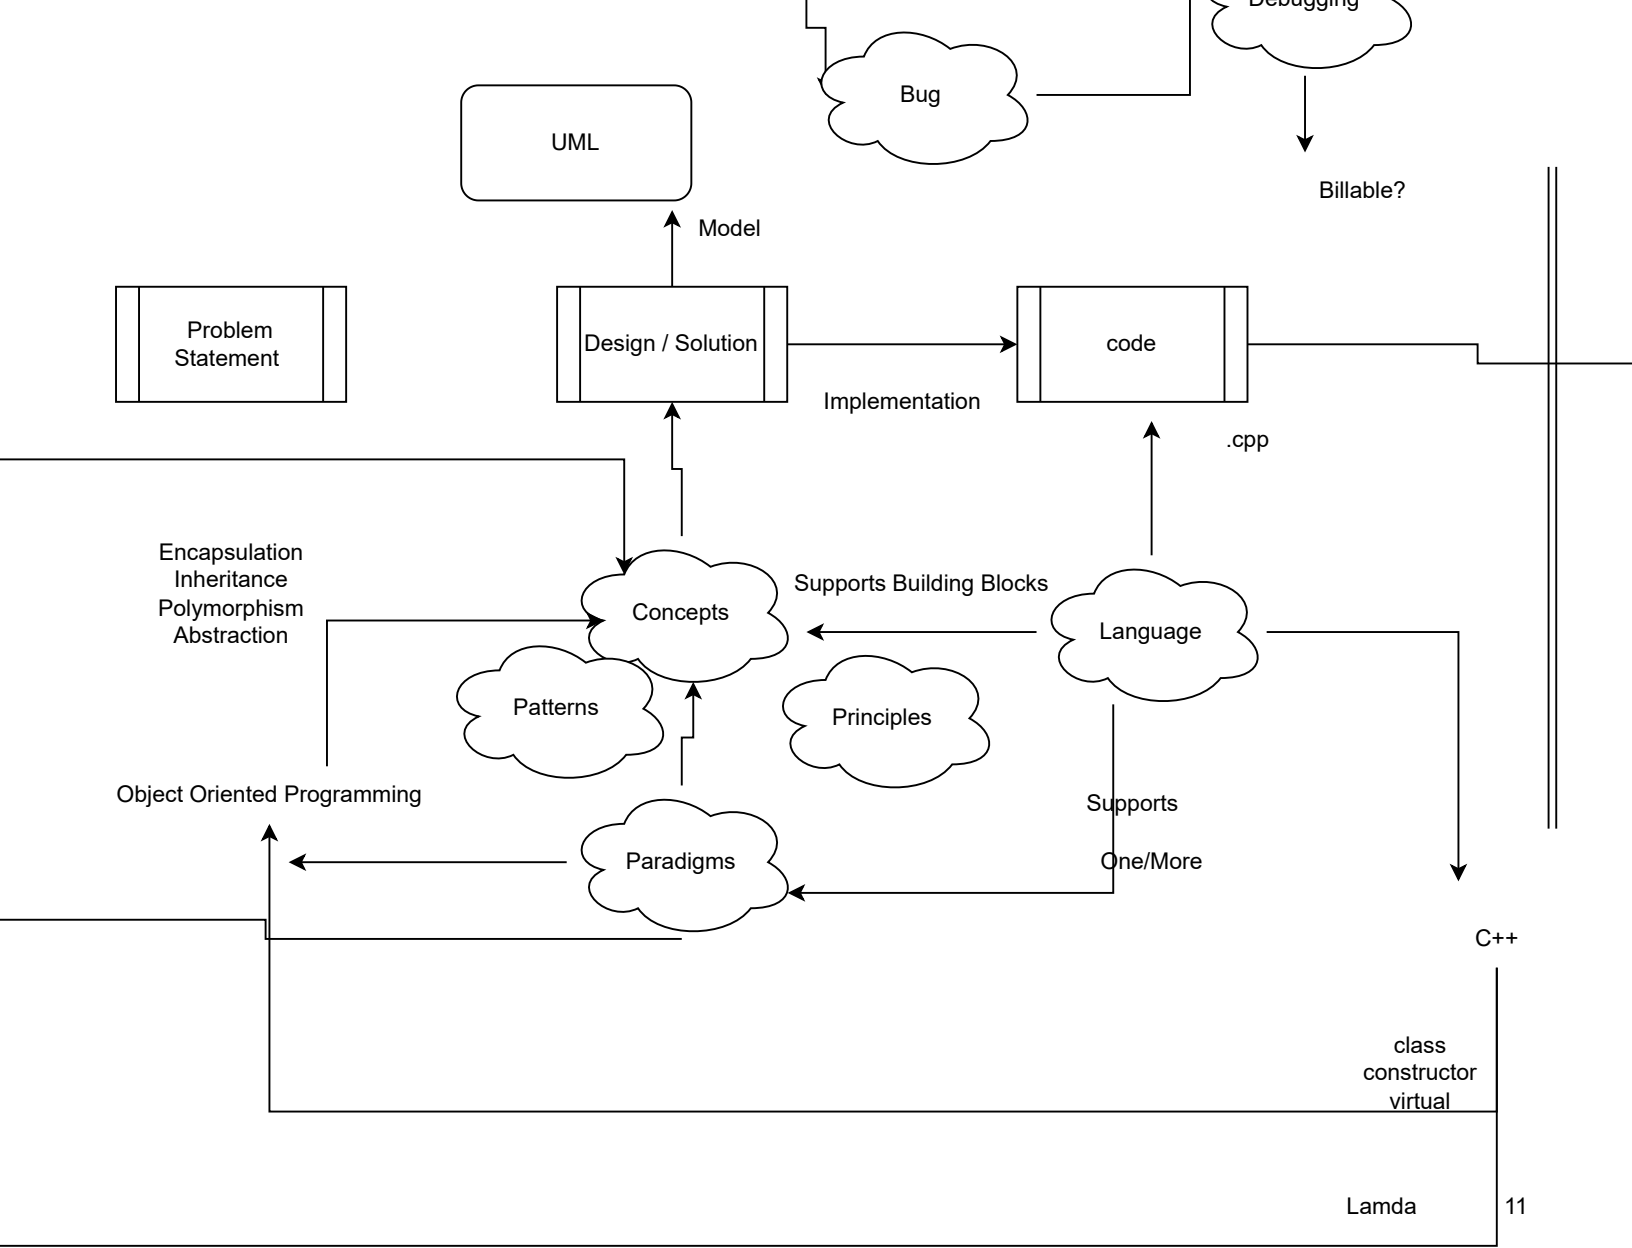 Debugging
Bug
UML
Billable?
Model
Problem
Statement
Design / Solution
code
Implementation
.cpp
Encapsulation
Inheritance
Polymorphism
Abstraction
Concepts
Supports Building Blocks
Language
Patterns
Principles
Object Oriented Programming
Supports
One/More
Paradigms
C++
class
constructor
virtual
Lamda
11